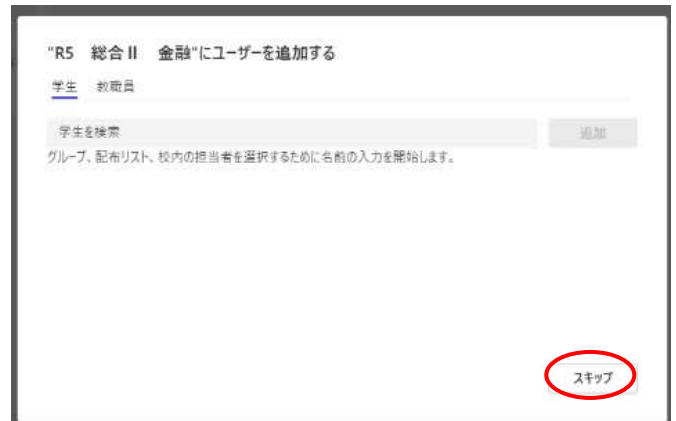 "R5　総合Ⅱ　金融"にユーザーを追加する
学生　教職員
学生を検索　追加
グループ、配布リスト、校内の担当者を選択するために名前の入力を開始します。
スキップ